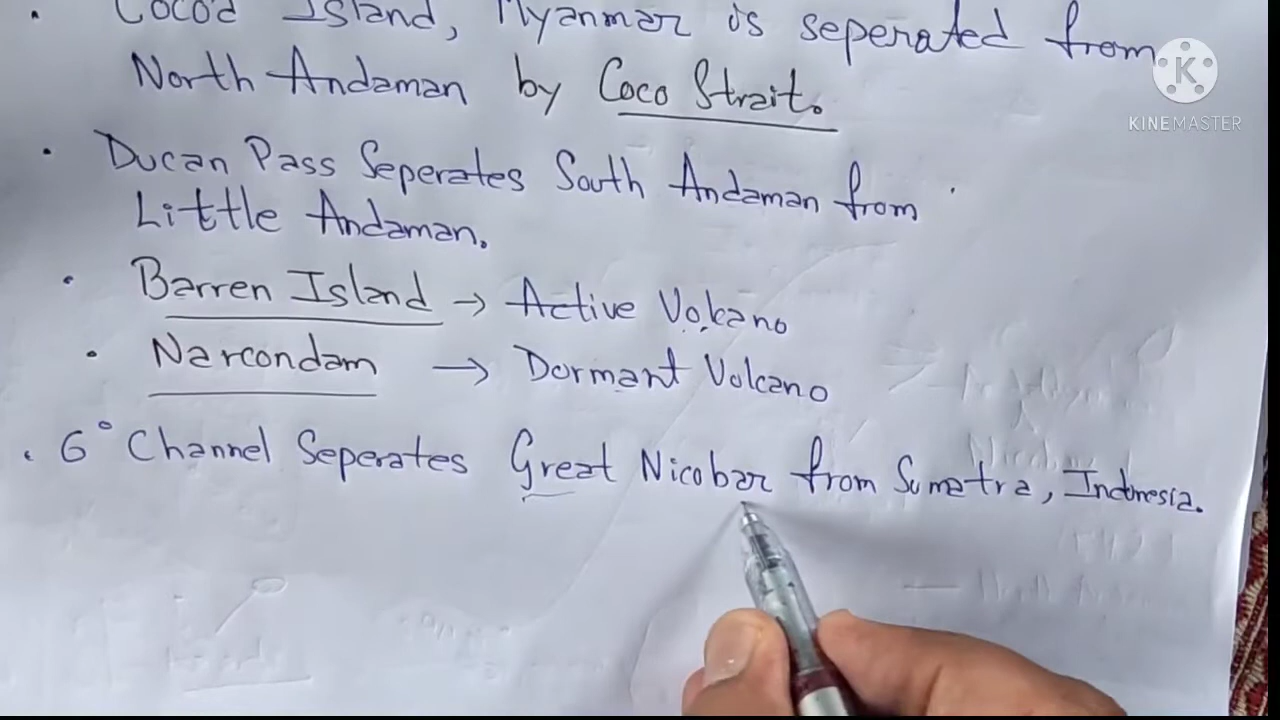 Cocoa Island, Myanmar is seperated from
North Andaman by Coco Strait.
KINEMASTER
Ducan Pass Seperates South Andaman from
Little Andaman.
Barren Island → Active Volcano
Narcondam → Dormant Volcano
6° Channel Seperates Great Nicobar from Sumatra, Indonesia.